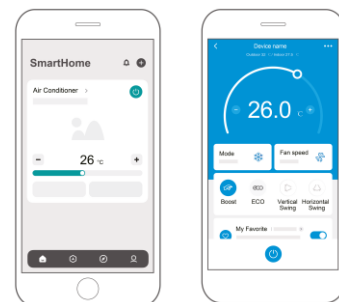 SmartHome
Air Conditioner >
- 26 °C +
Device name
- 26.0 °C +
Mode
Fan speed
Boost
ECO
Vertical Swing
Horizontal Swing
My Favorite